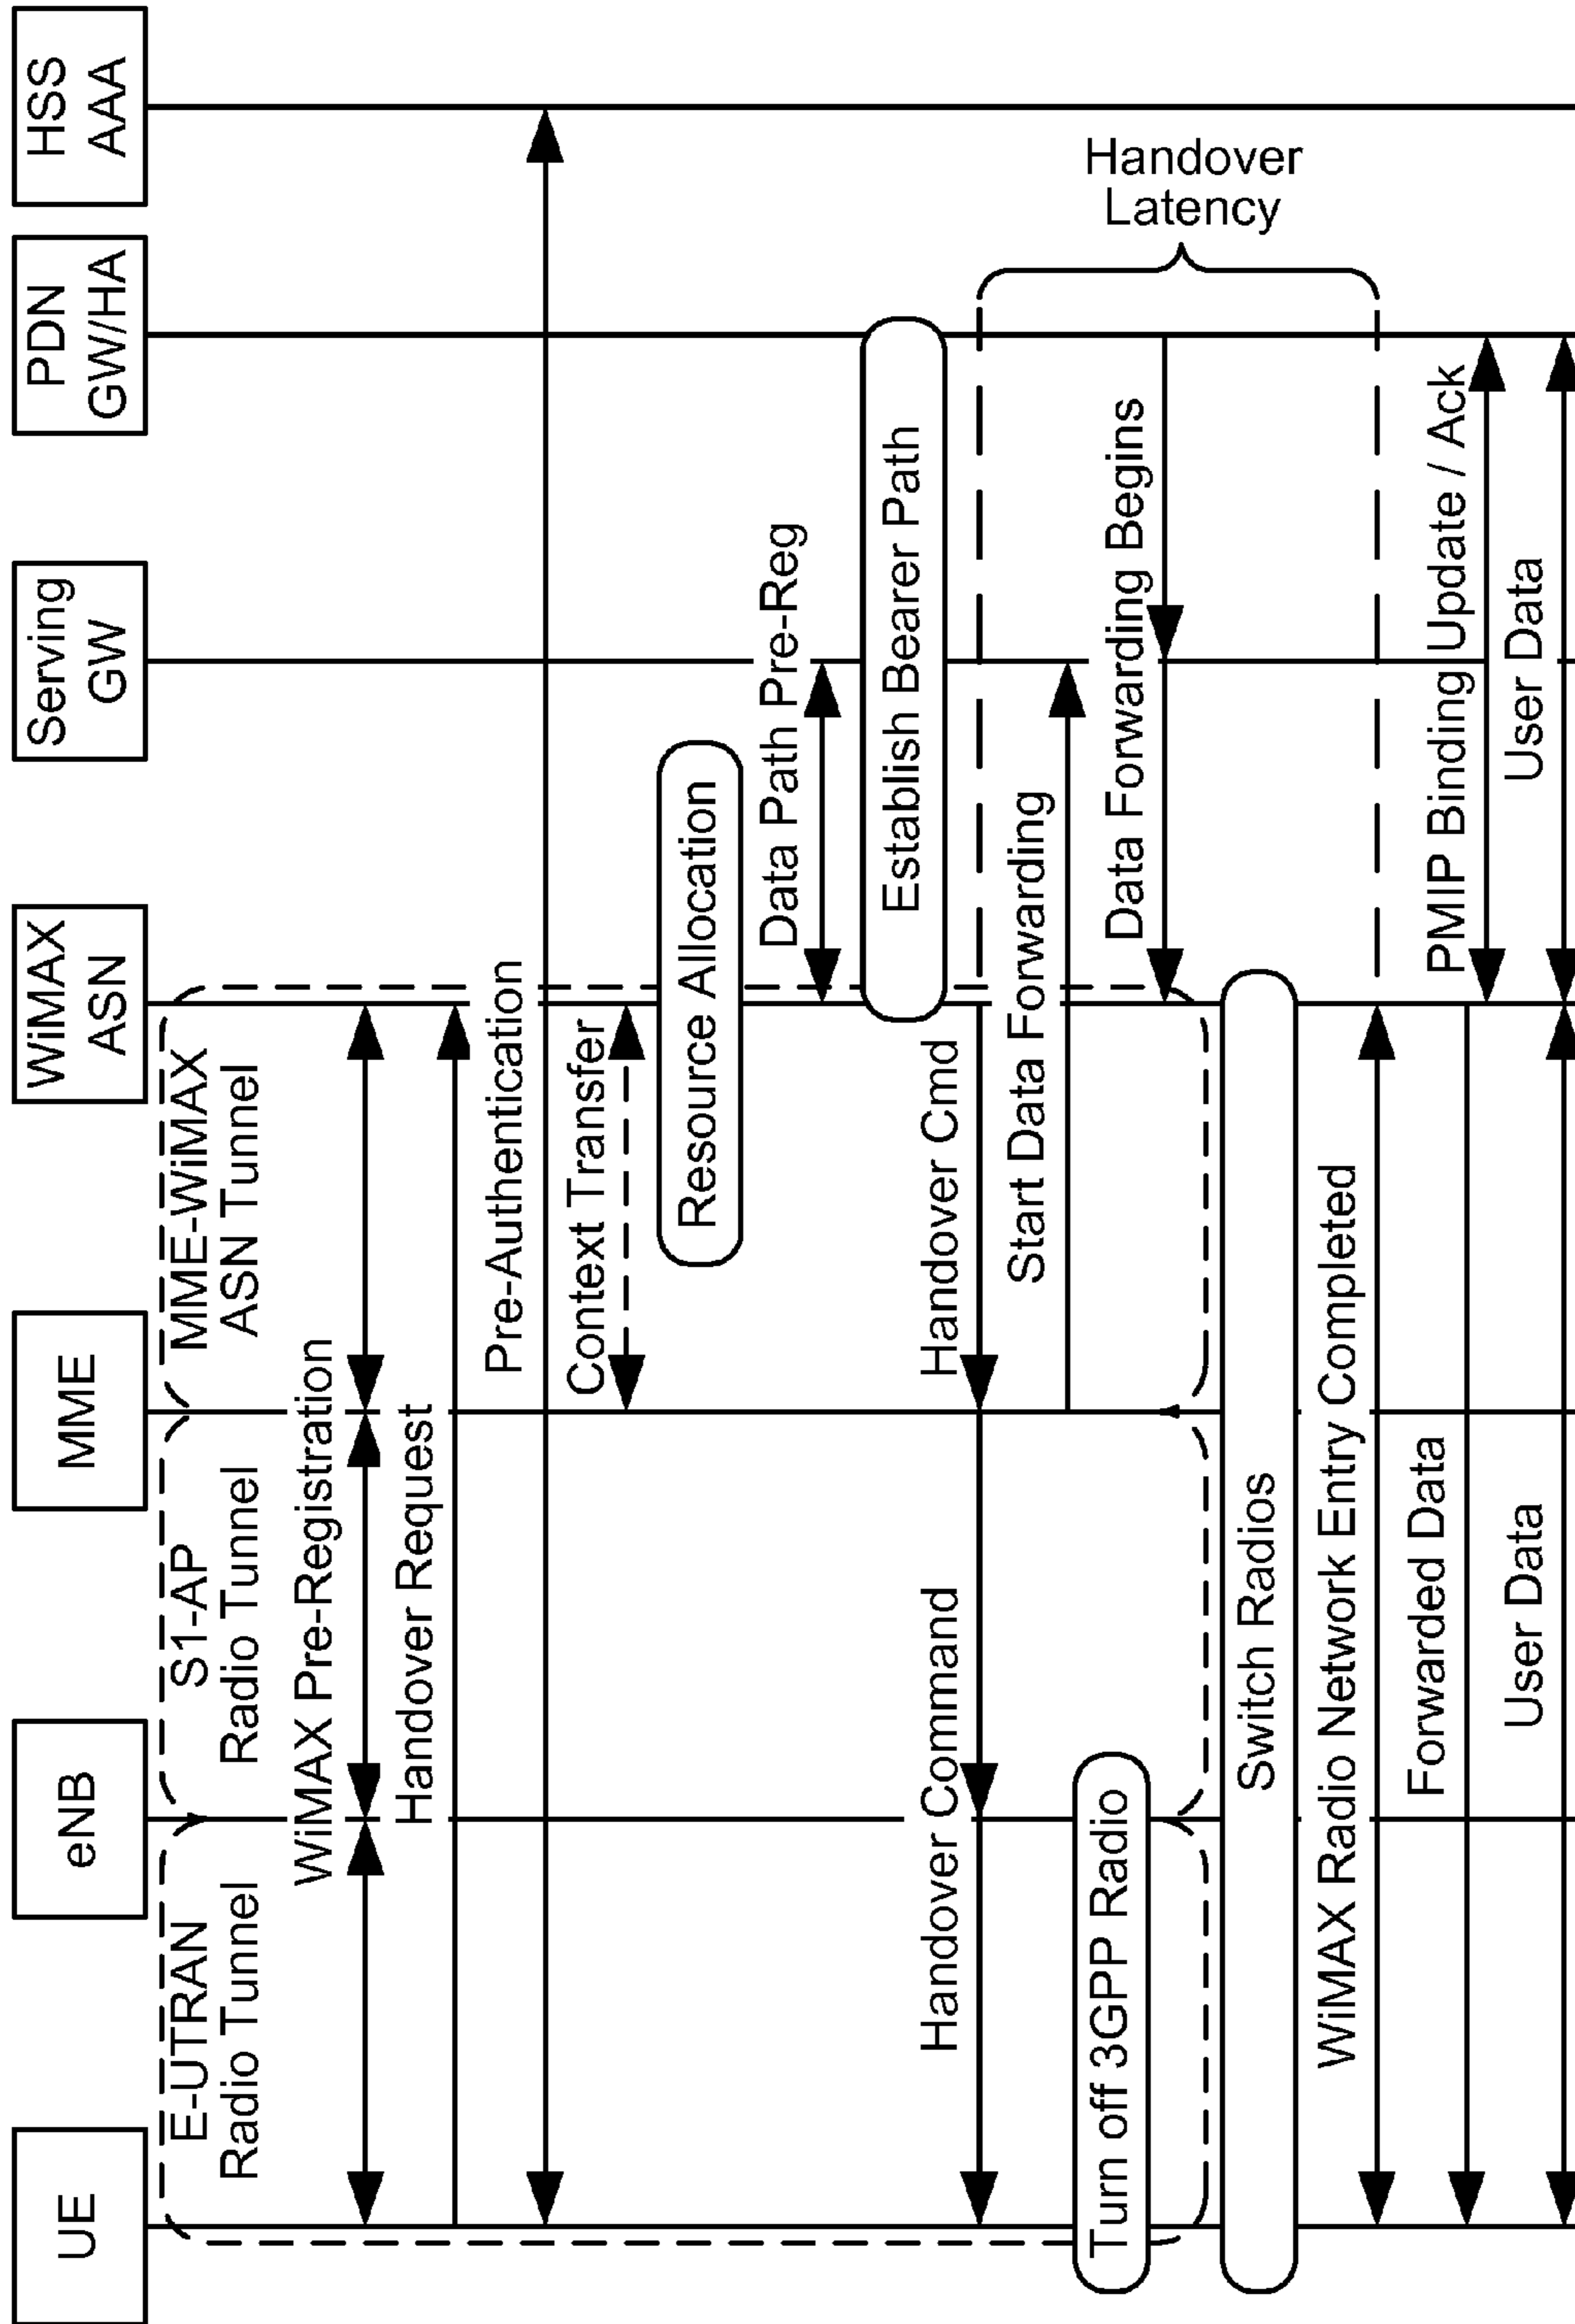 UE
eNB
MME
WiMAX
ASN
Serving
GW
PDN
GW/HA
HSS
AAA
E-UTRAN
Radio Tunnel
S1-AP
Radio Tunnel
MME-WiMAX
ASN Tunnel
WiMAX Pre-Registration
Handover Request
Pre-Authentication
Context Transfer
Resource Allocation
Data Path Pre-Reg
Establish Bearer Path
Handover Command
Handover Cmd
Start Data Forwarding
Turn off 3GPP Radio
Data Forwarding Begins
Handover
Latency
Switch Radios
WiMAX Radio Network Entry Completed
Forwarded Data
PMIP Binding Update / Ack
User Data
User Data